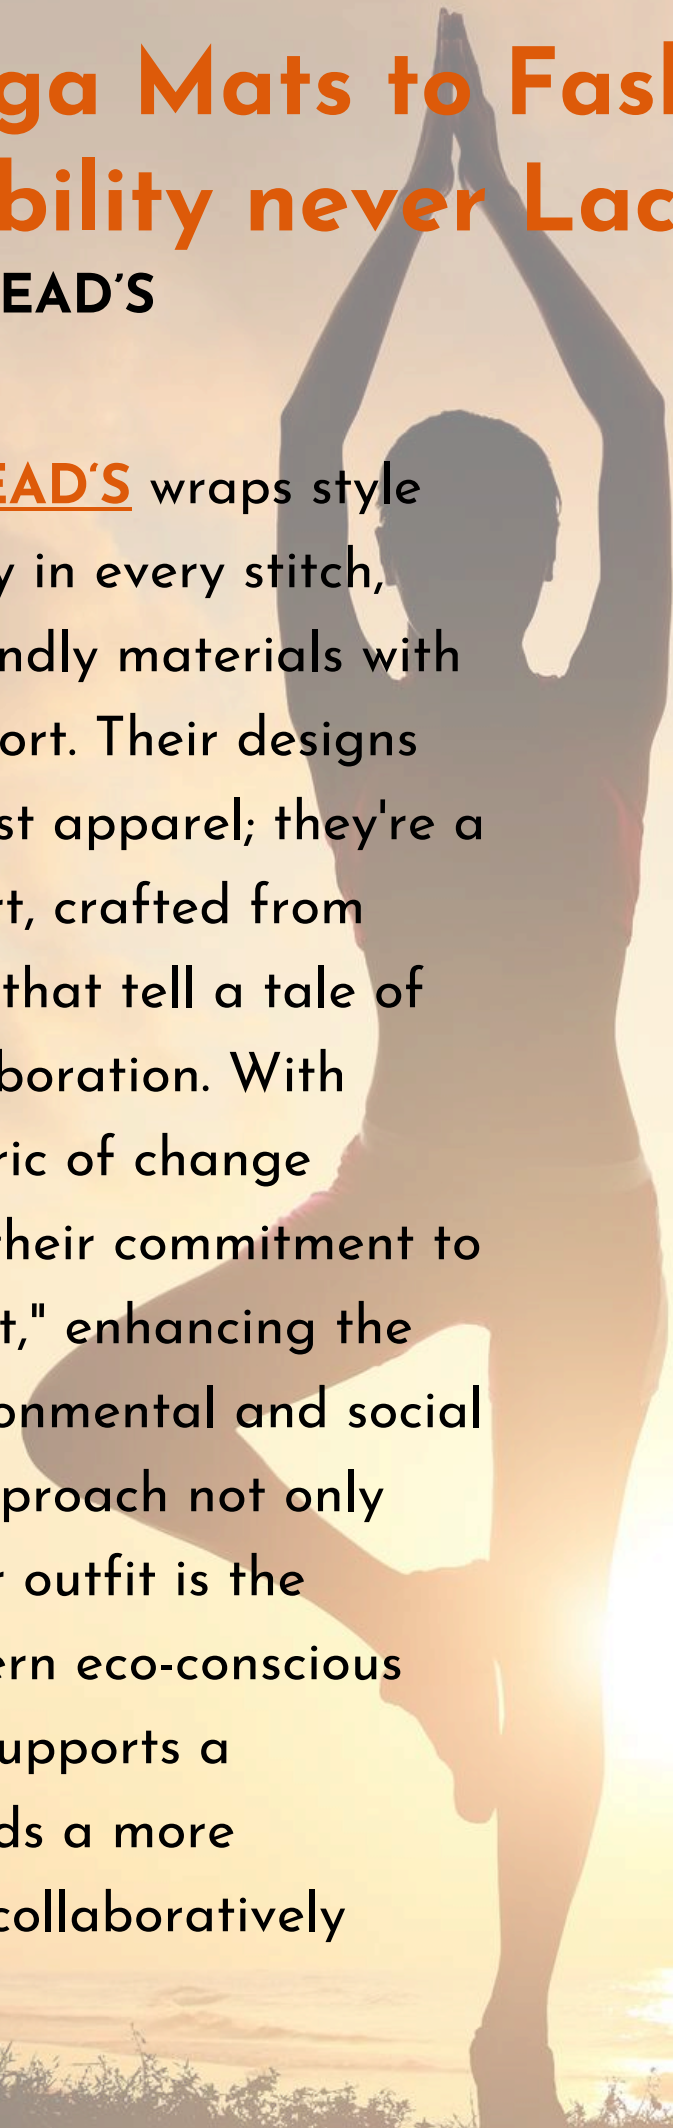 ga Mats to Fash
bility never Lac
EAD'S
EAD‘S wraps style
y in every stitch,
ndly materials with
ort. Their designs
st apparel; they're a
rt, crafted from
that tell a tale of
boration. With
ric of change
their commitment to
t," enhancing the
onmental and social
proach not only
r outfit is the
ern eco-conscious
upports a
ds a more
collaboratively